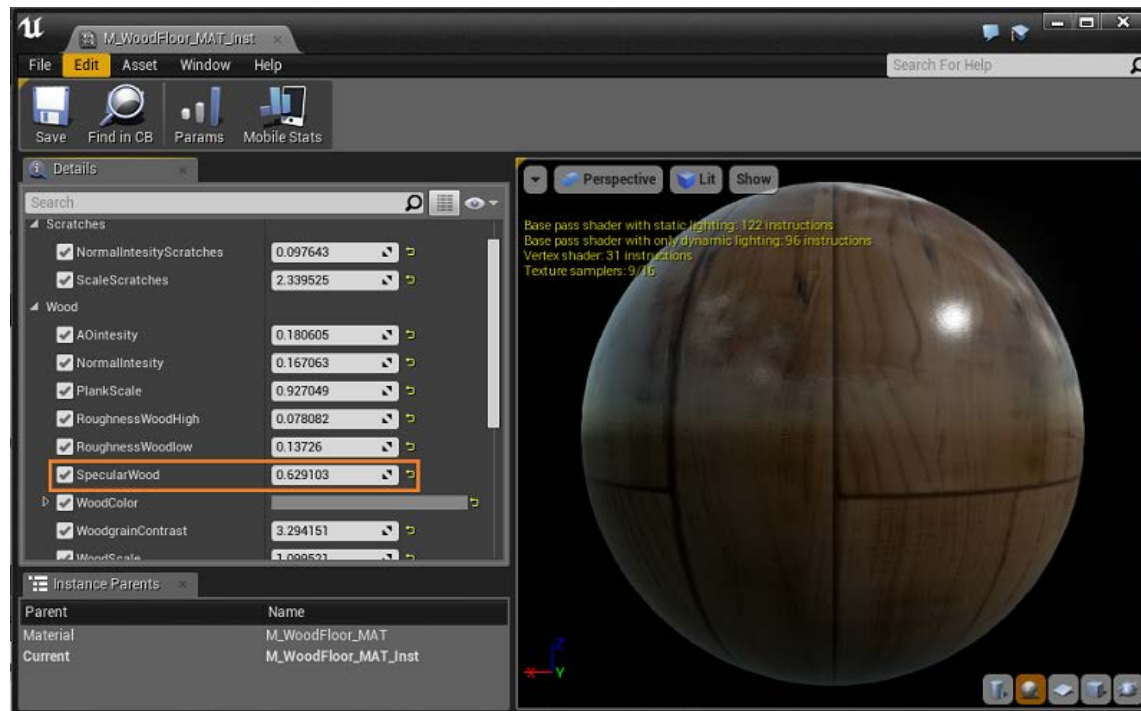 M_WoodFloor_MAT_Inst
File Edit Asset Window Help
Search For Help
Save Find in CB Params Mobile Stats
Details
Search
Scratches
NormalIntesityScratches 0.097643
ScaleScratches 2.339525
Wood
AOintesity 0.180605
NormalIntesity 0.167063
PlankScale 0.927049
RoughnessWoodHigh 0.078082
RoughnessWoodlow 0.13726
SpecularWood 0.629103
WoodColor
WoodgrainContrast 3.294151
WoodScale 1.099521
Instance Parents
Parent Name
Material M_WoodFloor_MAT
Current M_WoodFloor_MAT_Inst
Perspective Lit Show
Base pass shader with static lighting: 122 instructions
Base pass shader with only dynamic lighting: 96 instructions
Vertex shader: 31 instructions
Texture samplers: 9/16
Z
X Y